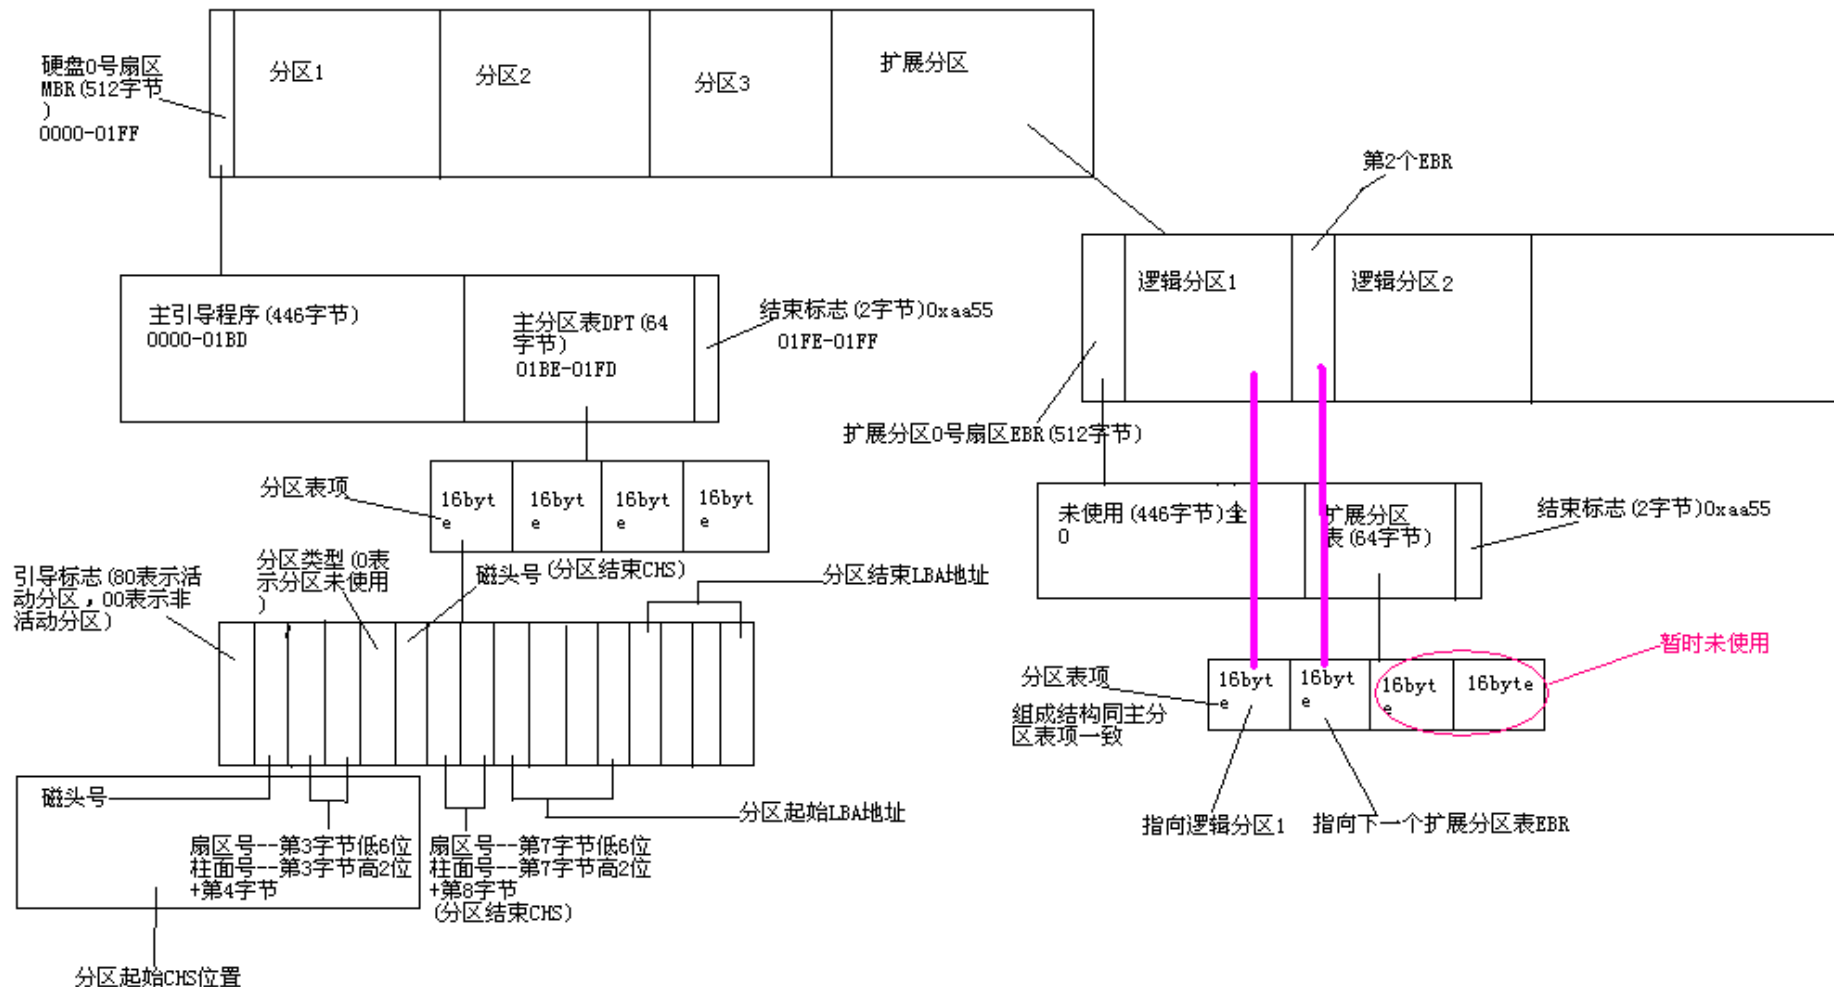 硬盘0号扇区
MBR(512字节
)
0000-01FF
分区1
分区2
分区3
扩展分区
第2个EBR
主引导程序(446字节)
0000-01BD
主分区表DPT(64
字节)
01BE-01FD
结束标志(2字节)0xaa55
01FE-01FF
逻辑分区1
逻辑分区2
扩展分区0号扇区EBR(512字节)
分区表项
16byt
e
16byt
e
16byt
e
16byt
e
未使用(446字节)全
0
扩展分区
表(64字节)
结束标志(2字节)0xaa55
引导标志(80表示活
动分区，00表示非
活动分区)
分区类型(0表
示分区未使用
)
磁头号(分区结束CHS)
分区结束LBA地址
暂时未使用
分区表项
组成结构同主分
区表项一致
16byt
e
16byt
e
16byt
e
16byte
磁头号
扇区号--第3字节低6位
柱面号--第3字节高2位
+第4字节
扇区号--第7字节低6位
柱面号--第7字节高2位
+第8字节
(分区结束CHS)
分区起始LBA地址
指向逻辑分区1
指向下一个扩展分区表EBR
分区起始CHS位置